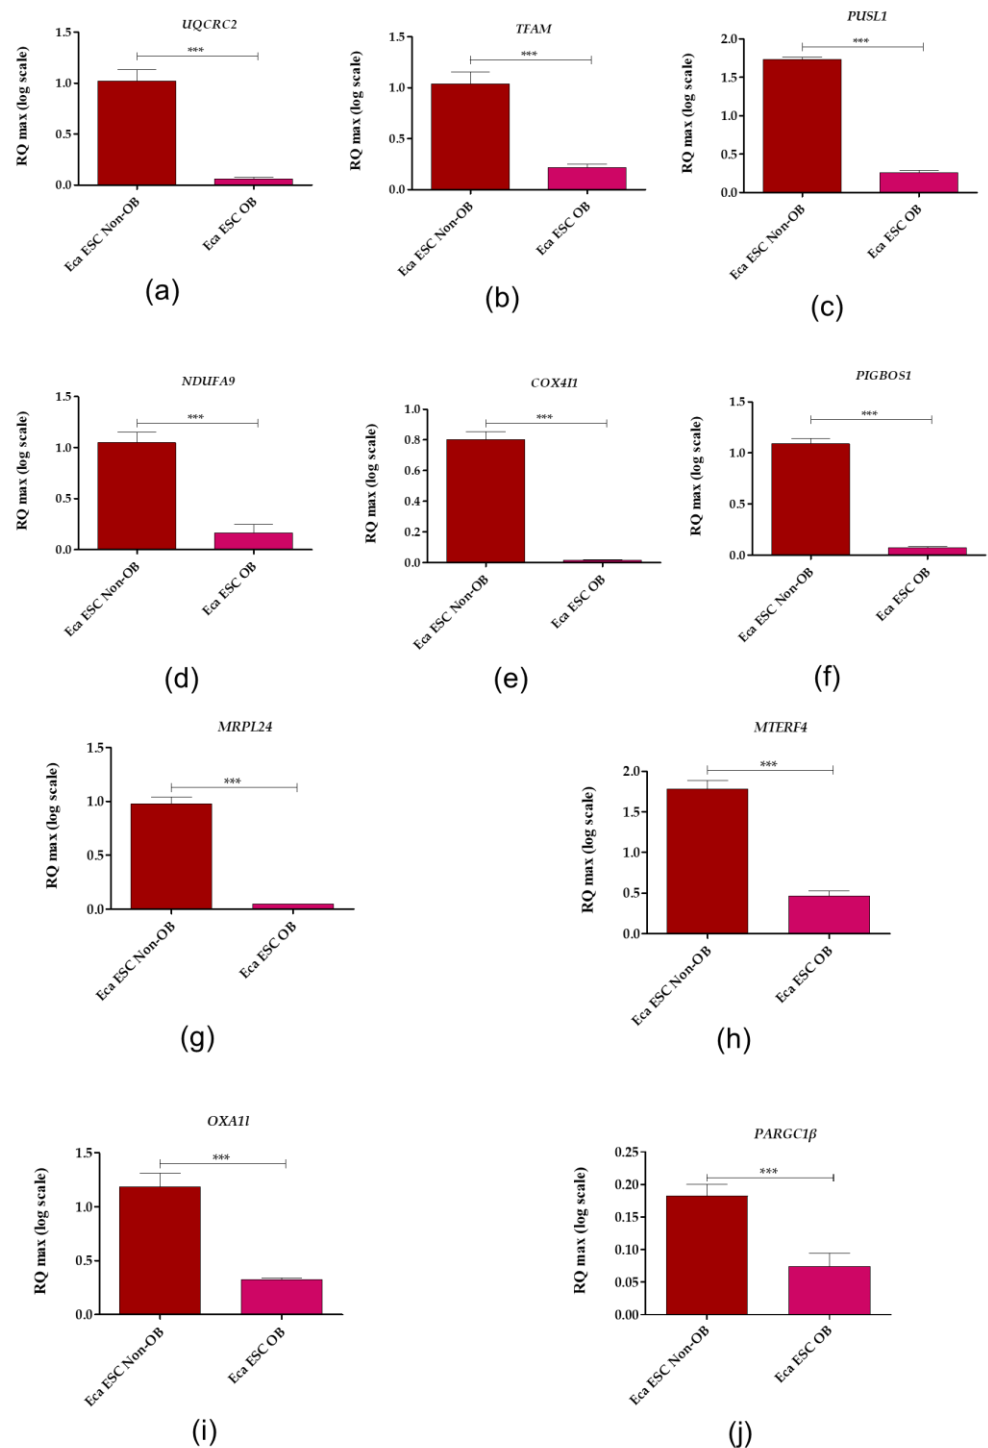 UQCRC2
RQ max (log scale)
1.5
1.0
0.5
0.0
***
Eca ESC Non-OB
Eca ESC OB
(a)
TFAM
RQ max (log scale)
1.5
1.0
0.5
0.0
***
Eca ESC Non-OB
Eca ESC OB
(b)
PUSL1
RQ max (log scale)
2.0
1.5
1.0
0.5
0.0
***
Eca ESC Non-OB
Eca ESC OB
(c)
NDUFA9
RQ max (log scale)
1.5
1.0
0.5
0.0
***
Eca ESC Non-OB
Eca ESC OB
(d)
COX4I1
RQ max (log scale)
1.0
0.8
0.6
0.4
0.2
0.0
***
Eca ESC Non-OB
Eca ESC OB
(e)
PIGBOS1
RQ max (log scale)
1.5
1.0
0.5
0.0
***
Eca ESC Non-OB
Eca ESC OB
(f)
MRPL24
RQ max (log scale)
1.5
1.0
0.5
0.0
***
Eca ESC Non-OB
Eca ESC OB
(g)
MTERF4
RQ max (log scale)
2.0
1.5
1.0
0.5
0.0
***
Eca ESC Non-OB
Eca ESC OB
(h)
OXA1l
RQ max (log scale)
1.5
1.0
0.5
0.0
***
Eca ESC Non-OB
Eca ESC OB
(i)
PARGC1β
RQ max (log scale)
0.25
0.20
0.15
0.10
0.05
0.00
***
Eca ESC Non-OB
Eca ESC OB
(j)